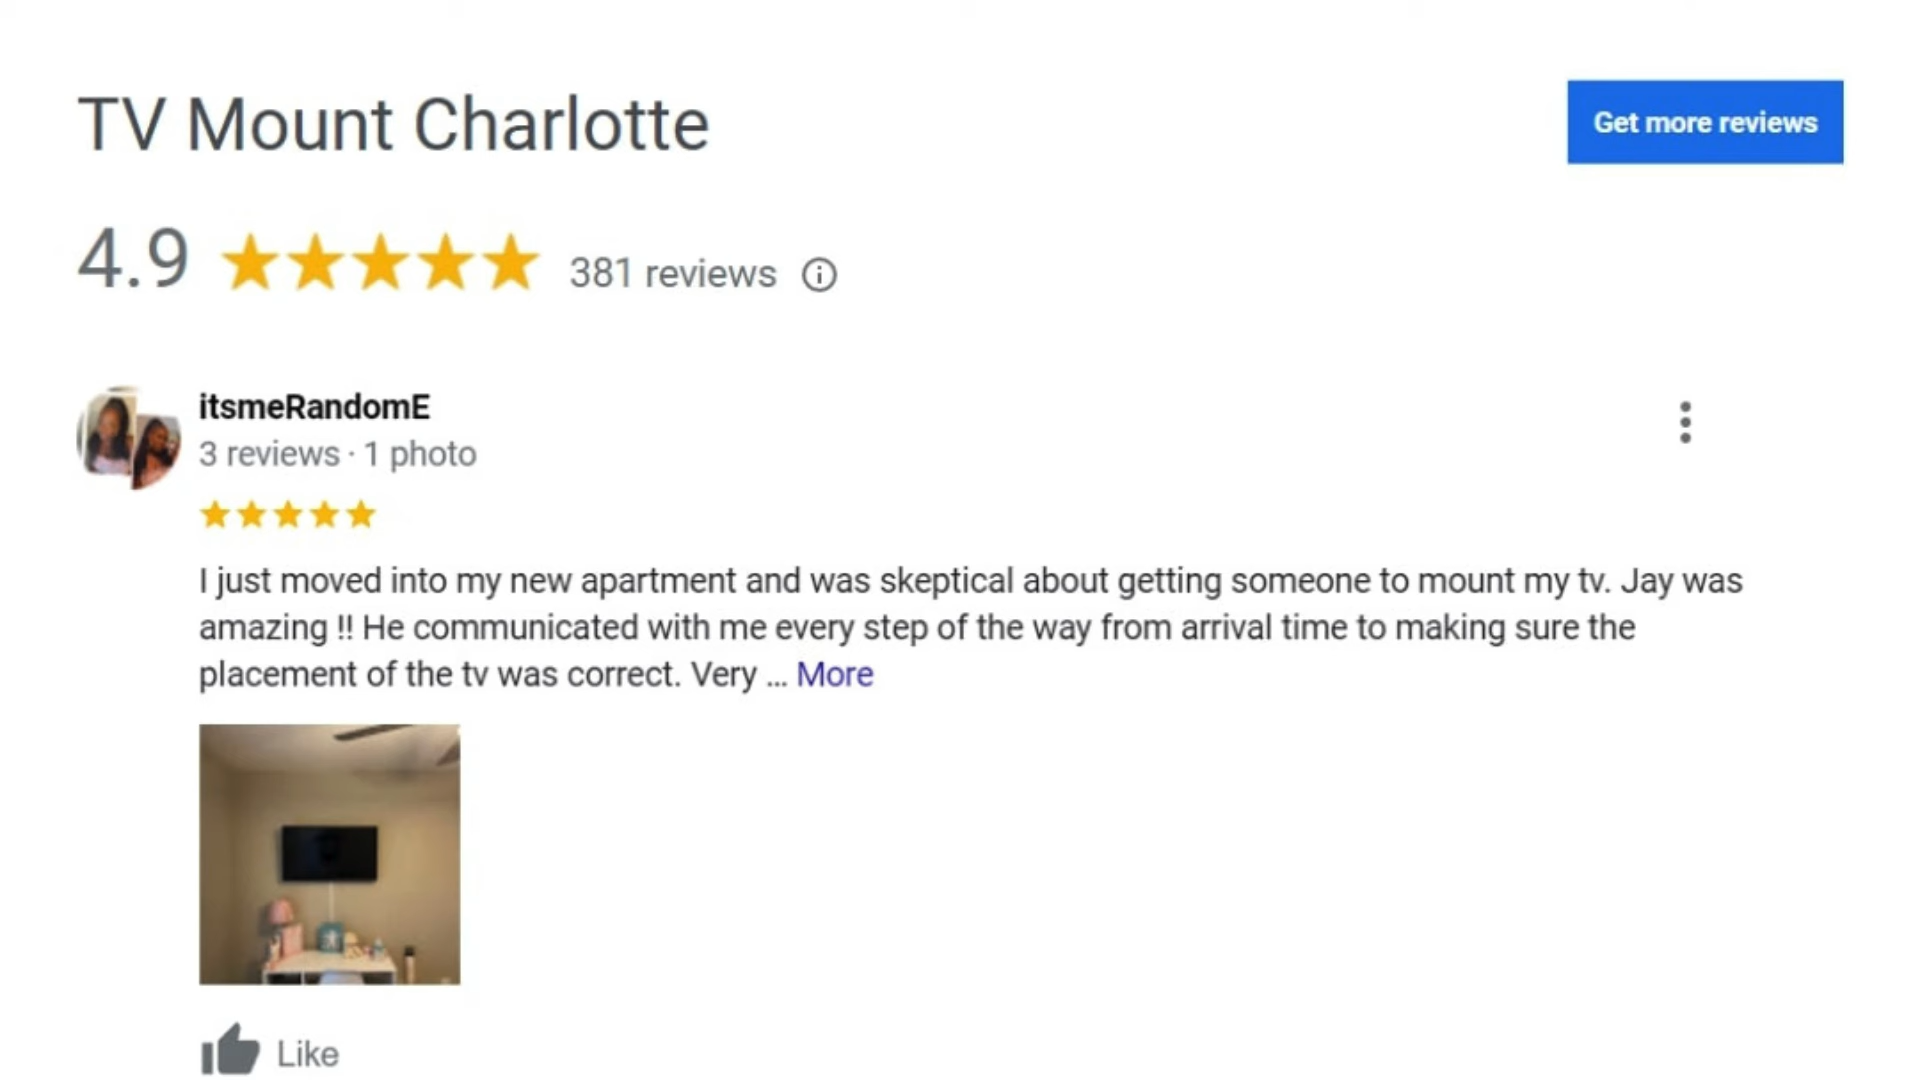 TV Mount Charlotte
Get more reviews
4.9
381 reviews
itsmeRandomE
3 reviews · 1 photo
I just moved into my new apartment and was skeptical about getting someone to mount my tv. Jay was
amazing !! He communicated with me every step of the way from arrival time to making sure the
placement of the tv was correct. Very ... More
Like